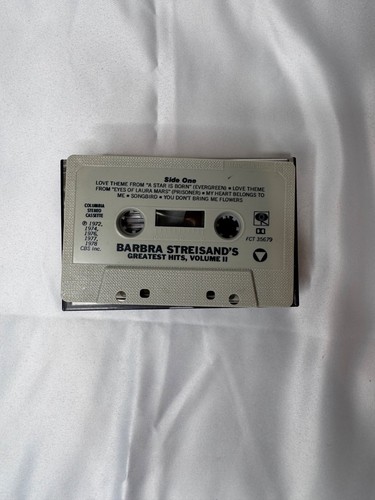 Side One
LOVE THEME FROM "A STAR IS BORN" (EVERGREEN) • LOVE THEME
FROM "EYES OF LAURA MARS" (PRISONER) • MY HEART BELONGS TO
ME • SONGBIRD • YOU DON'T BRING ME FLOWERS
COLUMBIA
STEREO
CASSETTE
℗ 1972,
1974,
1976,
1977,
1978
CBS Inc.
FCT 35679
BARBRA STREISAND'S
GREATEST HITS, VOLUME II